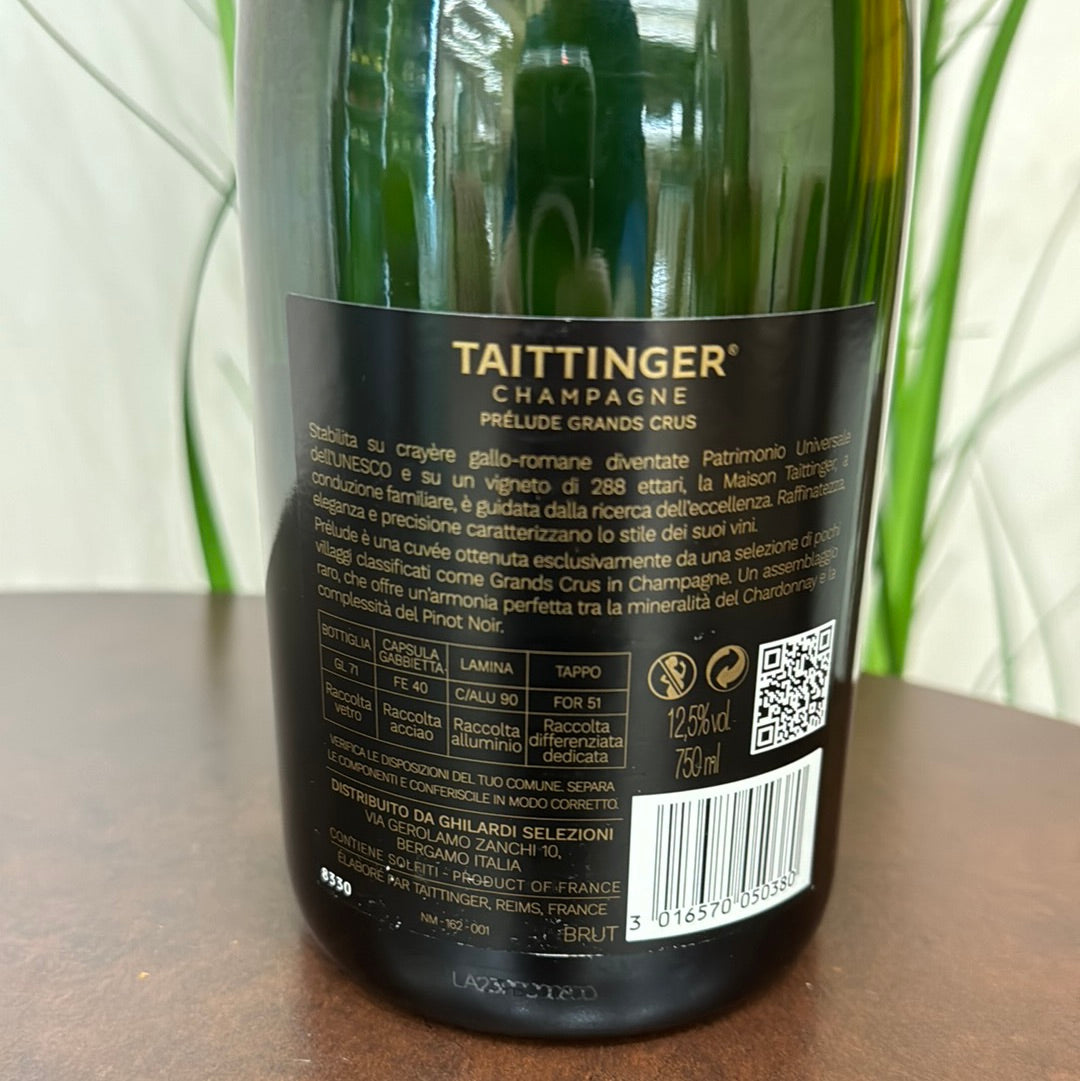 TAITTINGER®
CHAMPAGNE
PRÉLUDE GRANDS CRUS
Stabilita su crayère gallo-romane diventate Patrimonio Universale
dell'UNESCO e su un vigneto di 288 ettari, la Maison Taittinger, a
conduzione familiare, è guidata dalla ricerca dell'eccellenza. Raffinatezza,
eleganza e precisione caratterizzano lo stile dei suoi vini.
Prélude è una cuvée ottenuta esclusivamente da una selezione di pochi
villaggi classificati come Grands Crus in Champagne. Un assemblaggio
raro, che offre un'armonia perfetta tra la mineralità del Chardonnay e la
complessità del Pinot Noir.
BOTTIGLIA CAPSULA GABBIETTA LAMINA TAPPO
GL 71 FE 40 C/ALU 90 FOR 51
Raccolta vetro Raccolta acciao Raccolta alluminio Raccolta differenziata dedicata
12,5% vol
750 ml
VERIFICA LE DISPOSIZIONI DEL TUO COMUNE. SEPARA
LE COMPONENTI E CONFERISCILE IN MODO CORRETTO.
DISTRIBUITO DA GHILARDI SELEZIONI
VIA GEROLAMO ZANCHI 10,
BERGAMO ITALIA
CONTIENE SOLFITI - PRODUCT OF FRANCE
ÉLABORÉ PAR TAITTINGER, REIMS, FRANCE
8330
NM - 162 - 001
BRUT
3 016570 050380